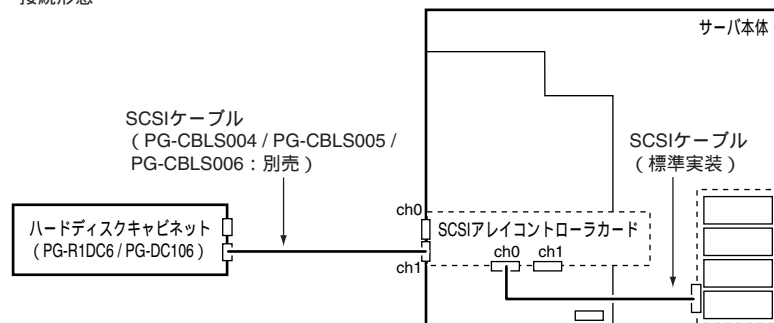 接続形態
サーバ本体
SCSIケーブル
（PG-CBLS004 / PG-CBLS005 /
PG-CBLS006：別売）
SCSIケーブル
（標準実装）
ハードディスクキャビネット
（PG-R1DC6 / PG-DC106）
ch0
SCSIアレイコントローラカード
ch1
ch0
ch1